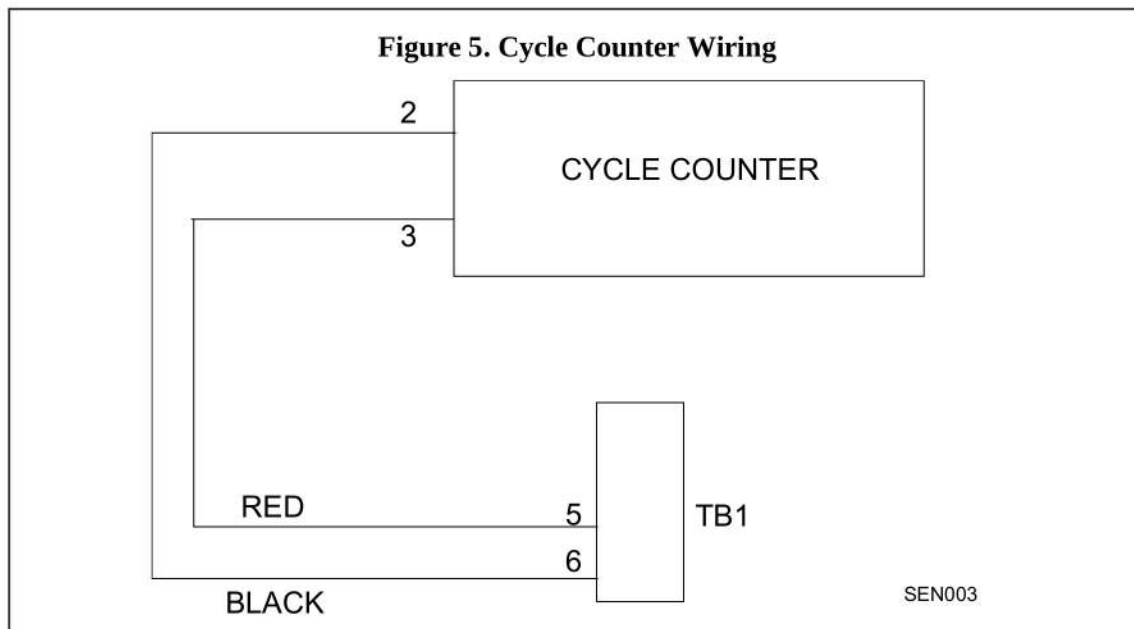 Figure 5. Cycle Counter Wiring
2
CYCLE COUNTER
3
RED
5
TB1
6
BLACK
SEN003